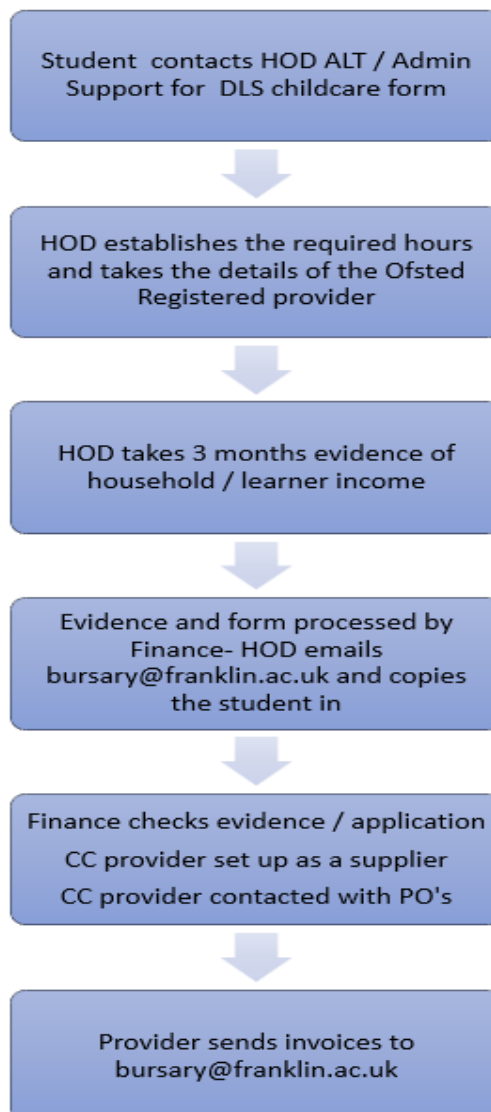 Student contacts HOD ALT / Admin
Support for DLS childcare form
HOD establishes the required hours
and takes the details of the Ofsted
Registered provider
HOD takes 3 months evidence of
household / learner income
Evidence and form processed by
Finance- HOD emails
bursary@franklin.ac.uk and copies
the student in
Finance checks evidence / application
CC provider set up as a supplier
CC provider contacted with PO's
Provider sends invoices to
bursary@franklin.ac.uk